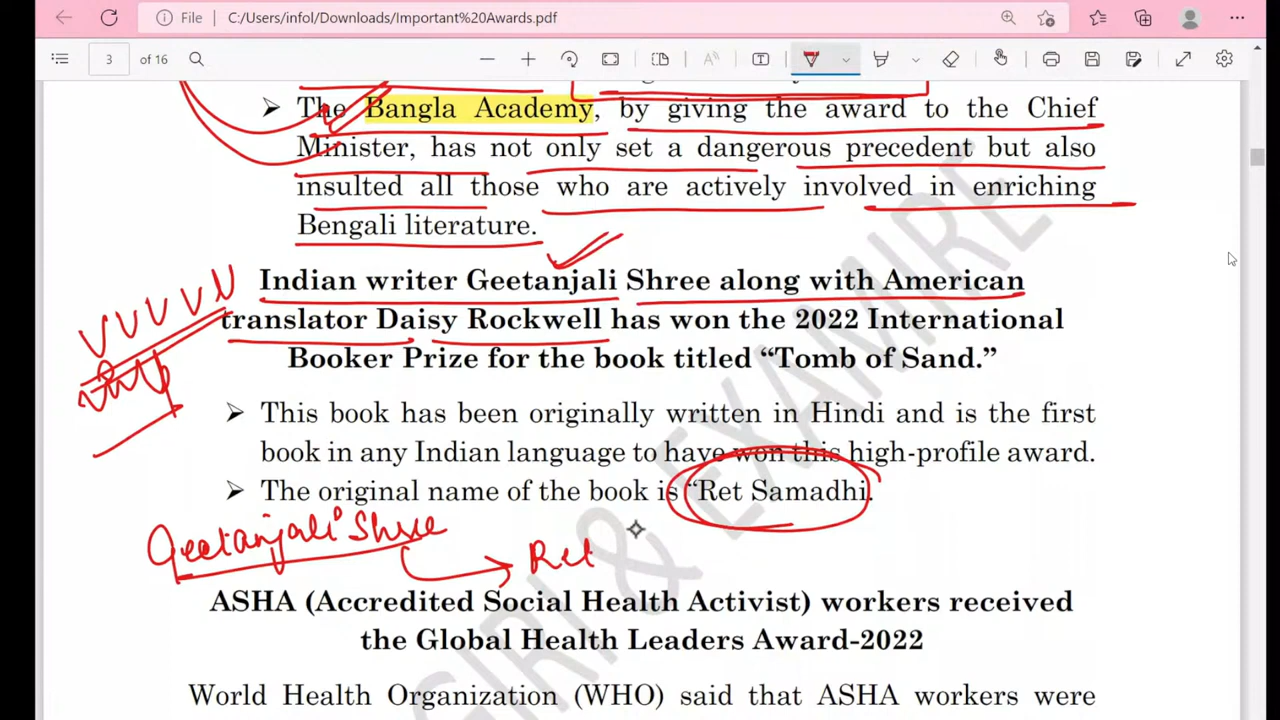 File
C:/Users/infol/Downloads/Important%20Awards.pdf
3 of 16
➢ The Bangla Academy, by giving the award to the Chief
Minister, has not only set a dangerous precedent but also
insulted all those who are actively involved in enriching
Bengali literature.
Indian writer Geetanjali Shree along with American
translator Daisy Rockwell has won the 2022 International
Booker Prize for the book titled “Tomb of Sand.”
➢ This book has been originally written in Hindi and is the first
book in any Indian language to have won this high-profile award.
➢ The original name of the book is “Ret Samadhi.
Geetanjali Shree
Ret
ASHA (Accredited Social Health Activist) workers received
the Global Health Leaders Award-2022
World Health Organization (WHO) said that ASHA workers were
GIRI & EXAMIRE